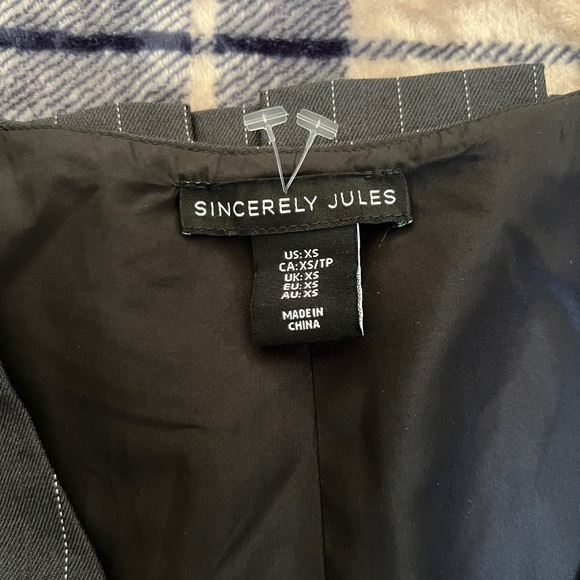 SINCERELY JULES
US: XS
CA: XS/TP
UK: XS
EU: XS
AU: XS
MADE IN
CHINA